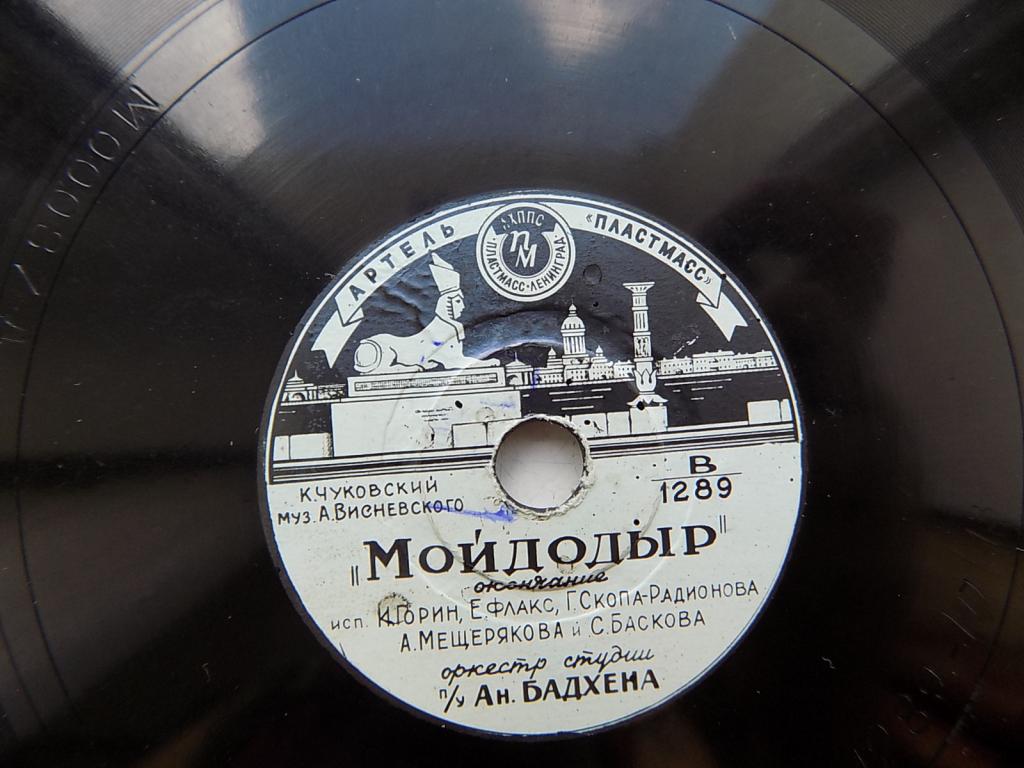 АРТЕЛЬ «ПЛАСТМАСС»
ПМ
ПЛАСТМАСС·ЛЕНИНГРАД·
К.ЧУКОВСКИЙ
МУЗ. А.ВИСНЕВСКОГО
В
1289
"МОЙДОДЫР"
окончание
исп. К.ГОРИН, Е.ФЛАКС, Г.СКОПА-РАДИОНОВА
А.МЕЩЕРЯКОВА и С.БАСКОВА
оркестр студии
п/у Ан. БАДХЕНА